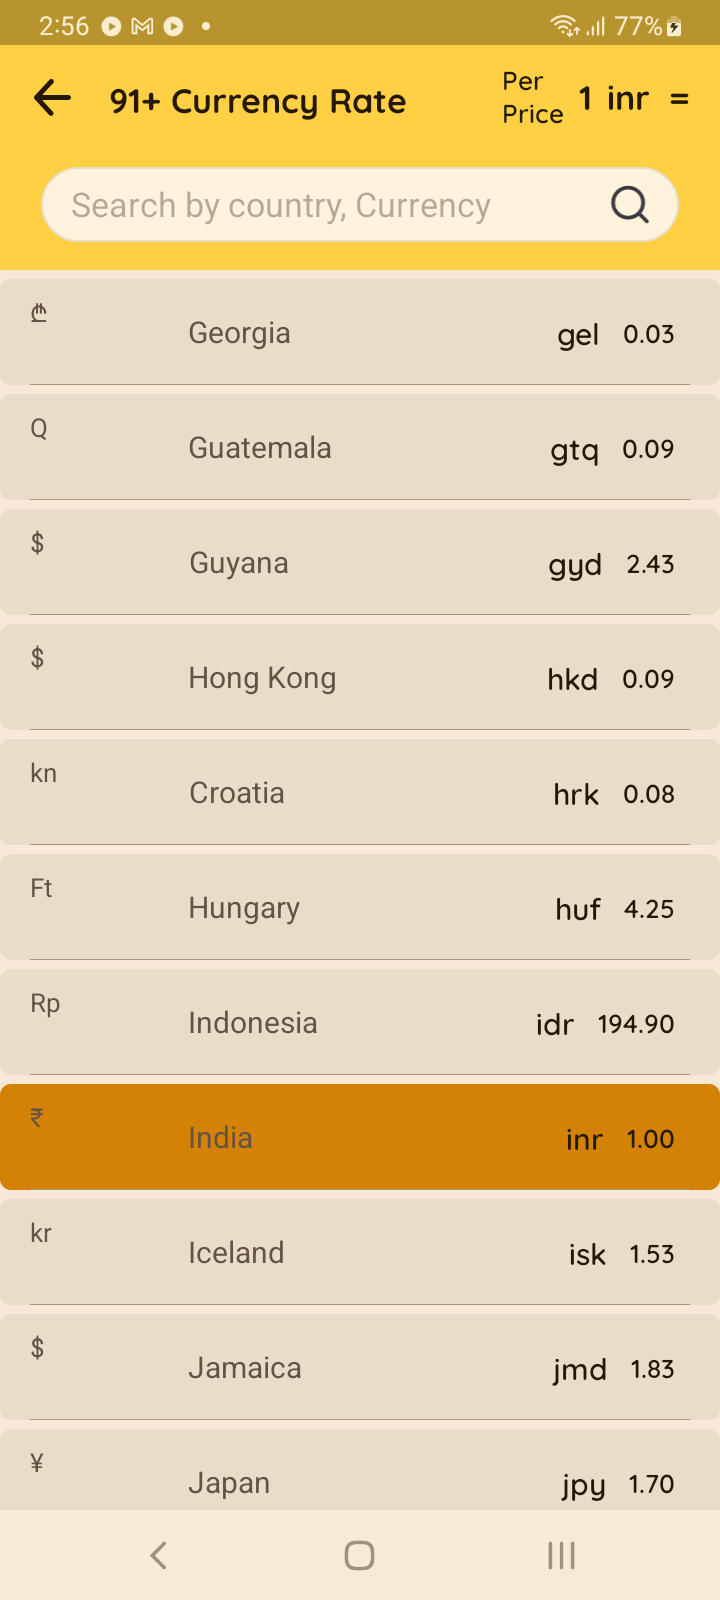 2:56
77%
91+ Currency Rate
Per Price
1 inr =
Search by country, Currency
₾ Georgia gel 0.03
Q Guatemala gtq 0.09
$ Guyana gyd 2.43
$ Hong Kong hkd 0.09
kn Croatia hrk 0.08
Ft Hungary huf 4.25
Rp Indonesia idr 194.90
₹ India inr 1.00
kr Iceland isk 1.53
$ Jamaica jmd 1.83
¥ Japan jpy 1.70